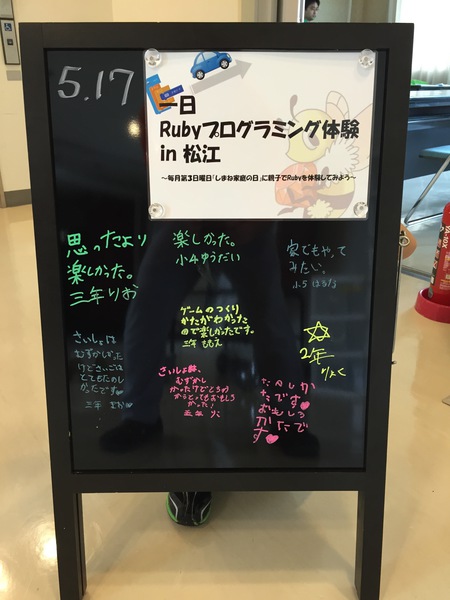 5.17
一日
Rubyプログラミング体験
in 松江
～毎月第3日曜日「しまね家庭の日」に親子でRubyを体験してみよう～
思ったより
楽しかった。
三年りお
楽しかった。
小4ゆうだい
家でもやって
みたい。
小5
ゲームのつくり
かたがわかった
ので楽しかったです。
三年 ももえ
2年
りょく
さいしょは
むずかしかった
けどさいごは
とてもたのし
かったです♡
三年
さいしょは、
むずかし
かったけどとちゅう
からとってもおもしろ
かった！
五年
たのしか
たです♡
おもしろ
かったで
す♡